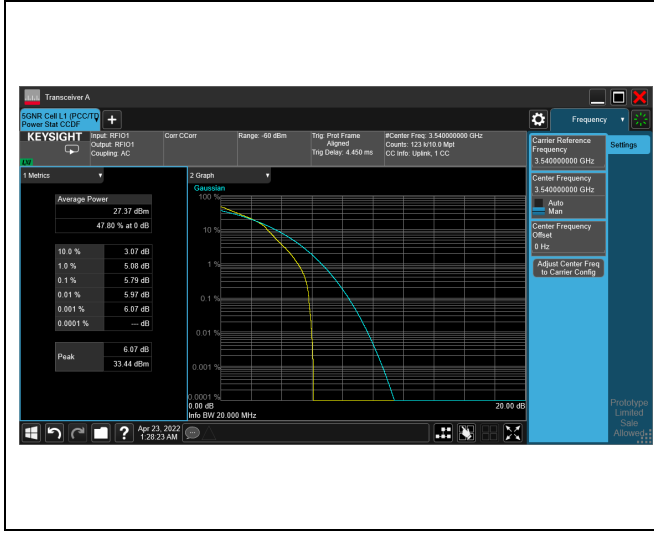 Transceiver A
5GNR Cell L1 (PCC/TD
Power Stat CCDF
Frequency
KEYSIGHT
Input: RFIO1
Output: RFIO1
Coupling: AC
Corr CCorr
Range: -60 dBm
Trig: Prot Frame
Aligned
Trig Delay: 4.450 ms
#Center Freq: 3.540000000 GHz
Counts: 123 k/10.0 Mpt
CC Info: Uplink, 1 CC
1 Metrics
Average Power
27.37 dBm
47.80 % at 0 dB
10.0 % 3.07 dB
1.0 % 5.08 dB
0.1 % 5.79 dB
0.01 % 5.97 dB
0.001 % 6.07 dB
0.0001 % --- dB
Peak 6.07 dB
33.44 dBm
2 Graph
Gaussian
100 %
10 %
1 %
0.1 %
0.01 %
0.001 %
0.0001 %
0.00 dB 20.00 dB
Info BW 20.000 MHz
Carrier Reference
Frequency
3.540000000 GHz
Center Frequency
3.540000000 GHz
Auto
Man
Center Frequency
Offset
0 Hz
Adjust Center Freq
to Carrier Config
Settings
Prototype
Limited
Sale
Allowed
?
Apr 23, 2022
1:28:23 AM